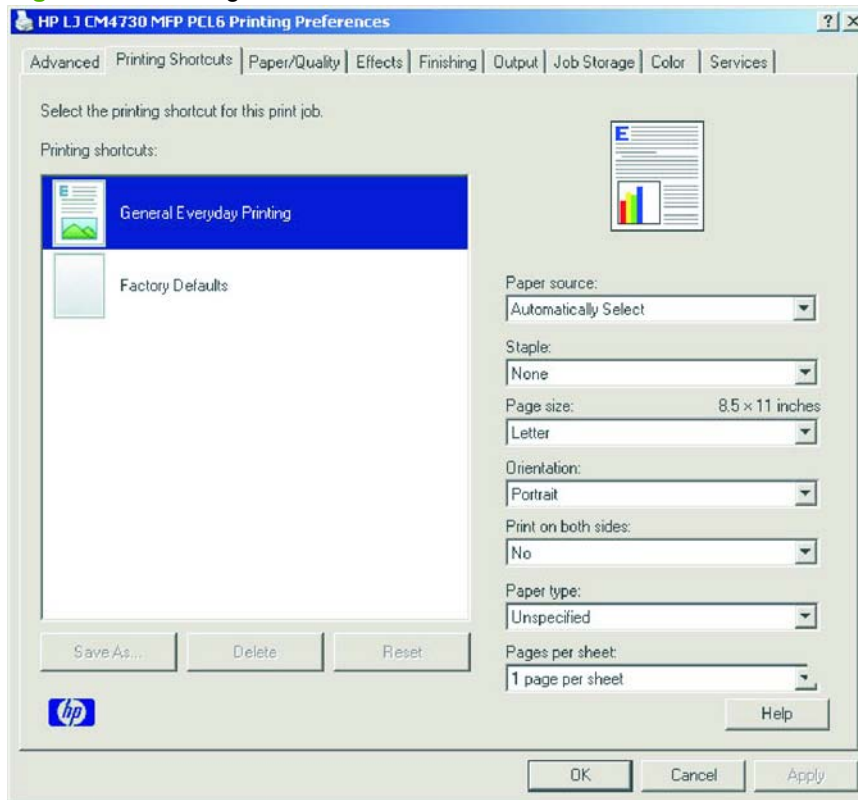 HP LJ CM4730 MFP PCL6 Printing Preferences
? X
Advanced Printing Shortcuts Paper/Quality Effects Finishing Output Job Storage Color Services
Select the printing shortcut for this print job.
Printing shortcuts:
E
E
General Everyday Printing
Factory Defaults
Paper source:
Automatically Select
Staple:
None
Page size: 8.5 × 11 inches
Letter
Orientation:
Portrait
Print on both sides:
No
Paper type:
Unspecified
Save As... Delete Reset
Pages per sheet:
1 page per sheet
hp
Help
OK Cancel Apply